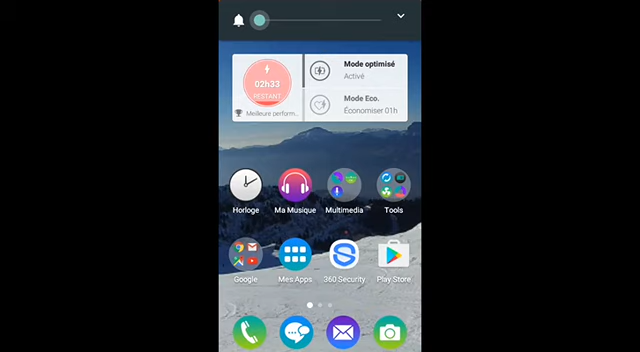 02h33
RESTANT
Meilleure perform...
Mode optimisé
Activé
Mode Eco.
Économiser 01h
Horloge
Ma Musique
Multimedia
Tools
Google
Mes Apps
360 Security
Play Store